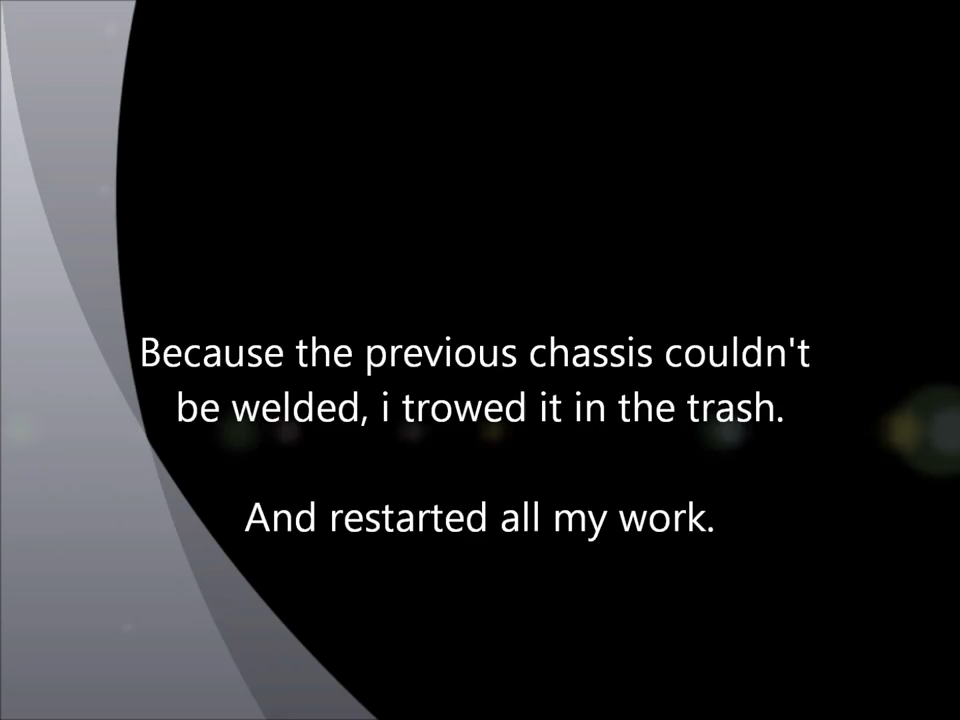 Because the previous chassis couldn't
be welded, i trowed it in the trash.
And restarted all my work.